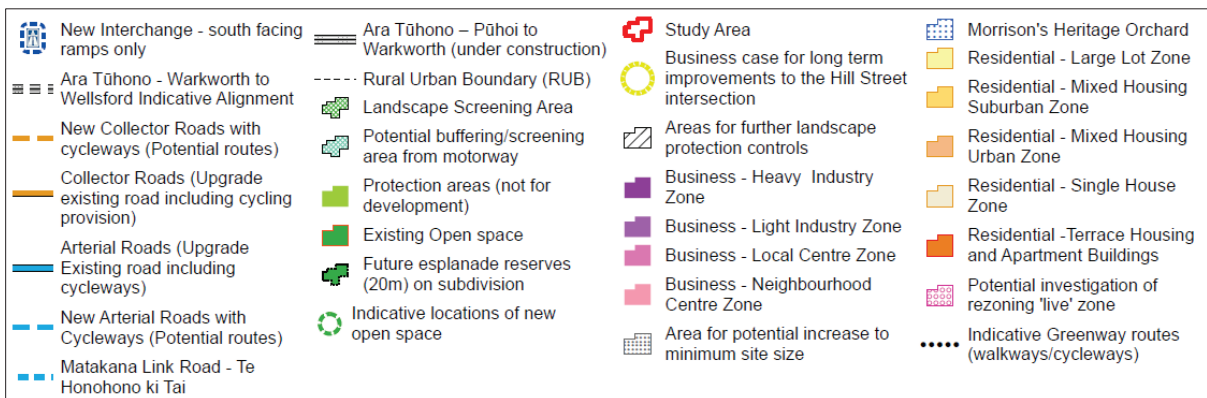 New Interchange - south facing
ramps only
Ara Tūhono - Warkworth to
Wellsford Indicative Alignment
New Collector Roads with
cycleways (Potential routes)
Collector Roads (Upgrade
existing road including cycling
provision)
Arterial Roads (Upgrade
Existing road including
cycleways)
New Arterial Roads with
Cycleways (Potential routes)
Matakana Link Road - Te
Honohono ki Tai
Ara Tūhono – Pūhoi to
Warkworth (under construction)
Rural Urban Boundary (RUB)
Landscape Screening Area
Potential buffering/screening
area from motorway
Protection areas (not for
development)
Existing Open space
Future esplanade reserves
(20m) on subdivision
Indicative locations of new
open space
Study Area
Business case for long term
improvements to the Hill Street
intersection
Areas for further landscape
protection controls
Business - Heavy Industry
Zone
Business - Light Industry Zone
Business - Local Centre Zone
Business - Neighbourhood
Centre Zone
Area for potential increase to
minimum site size
Morrison's Heritage Orchard
Residential - Large Lot Zone
Residential - Mixed Housing
Suburban Zone
Residential - Mixed Housing
Urban Zone
Residential - Single House
Zone
Residential -Terrace Housing
and Apartment Buildings
Potential investigation of
rezoning 'live' zone
Indicative Greenway routes
(walkways/cycleways)